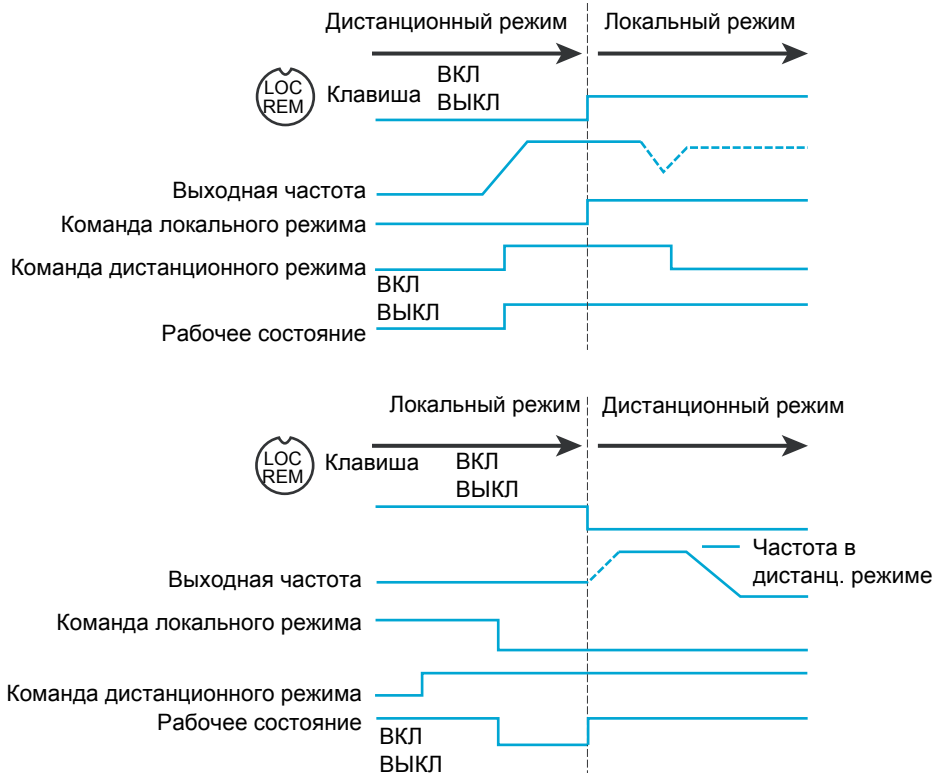 Дистанционный режим
Локальный режим
LOC
REM
Клавиша
ВКЛ
ВЫКЛ
Выходная частота
Команда локального режима
Команда дистанционного режима
ВКЛ
ВЫКЛ
Рабочее состояние
Локальный режим
Дистанционный режим
LOC
REM
Клавиша
ВКЛ
ВЫКЛ
Частота в
дистанц. режиме
Выходная частота
Команда локального режима
Команда дистанционного режима
Рабочее состояние
ВКЛ
ВЫКЛ